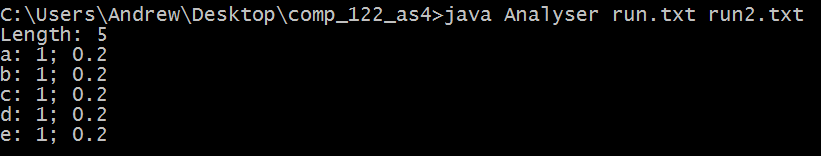 C:\Users\Andrew\Desktop\comp_122_as4>java Analyser run.txt run2.txt
Length: 5
a: 1; 0.2
b: 1; 0.2
c: 1; 0.2
d: 1; 0.2
e: 1; 0.2